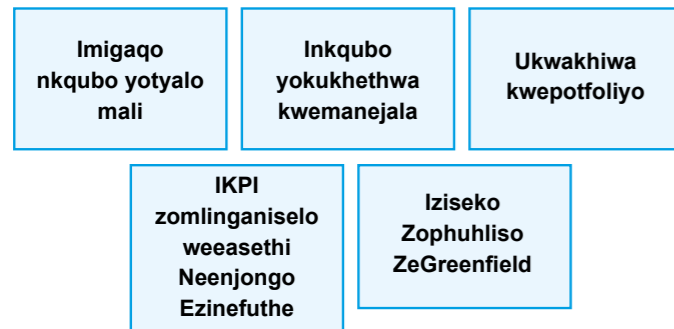 Imigaqo
nkqubo yotyalo
mali
Inkqubo
yokukhethwa
kwemanejala
Ukwakhiwa
kwepotfoliyo
IKPI
zomlinganiselo
weeasethi
Neenjongo
Ezinefuthe
Iziseko
Zophuhliso
ZeGreenfield